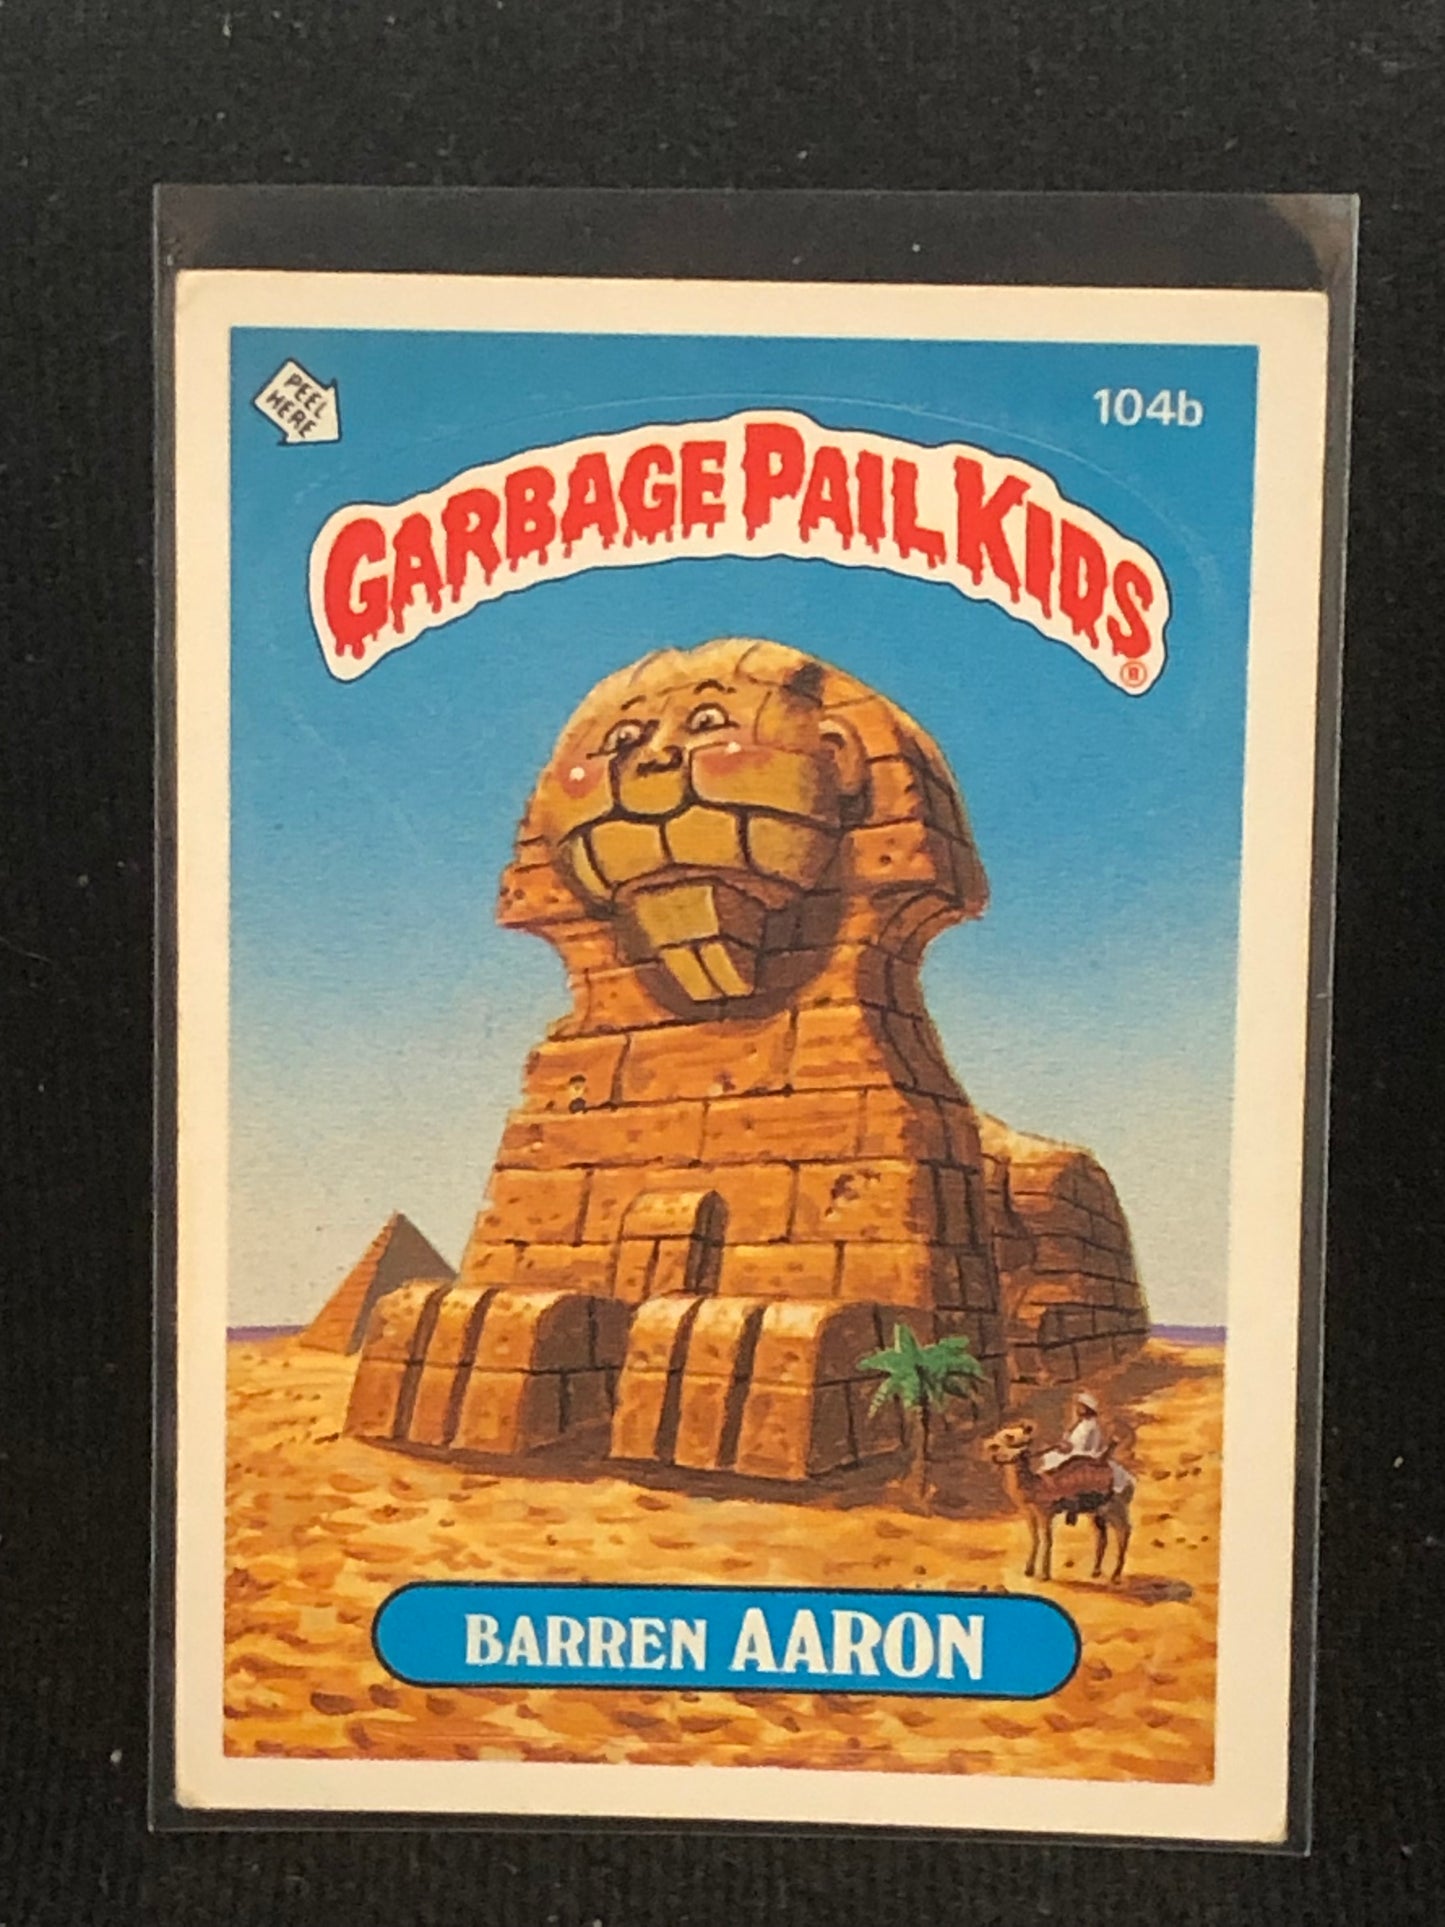 PEEL
HERE
104b
GARBAGE PAIL KIDS
®
BARREN AARON